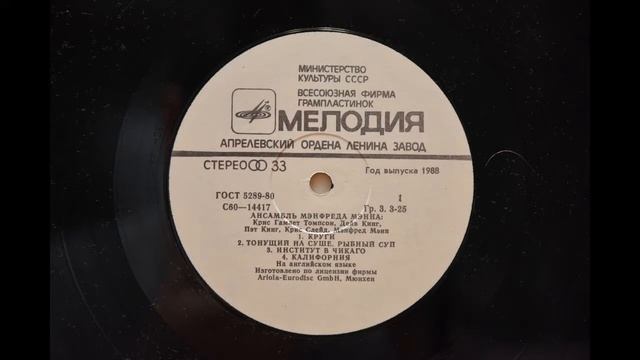 МИНИСТЕРСТВО
КУЛЬТУРЫ СССР
ВСЕСОЮЗНАЯ ФИРМА
ГРАМПЛАСТИНОК
МЕЛОДИЯ
АПРЕЛЕВСКИЙ ОРДЕНА ЛЕНИНА ЗАВОД
СТЕРЕО 33 Год выпуска 1988
ГОСТ 5289-80 I
С60—14417 Гр. 3. 3-25
АНСАМБЛЬ МЭНФРЕДА МЭННА:
Крис Гамлет Томпсон, Дейв Кинг,
Пэт Кинг, Крис Слейд, Мэнфред Мэнн
1. КРУГИ
2. ТОНУЩИЙ НА СУШЕ. РЫБНЫЙ СУП
3. ИНСТИТУТ В ЧИКАГО
4. КАЛИФОРНИЯ
На английском языке
Изготовлено по лицензии фирмы
Ariola-Eurodisc GmbH, Мюнхен